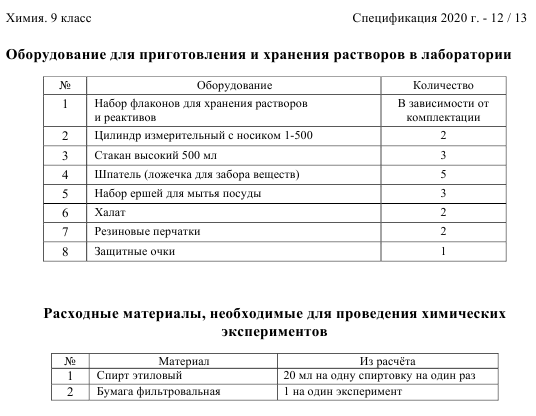 Химия. 9 класс Спецификация 2020 г. - 12 / 13
Оборудование для приготовления и хранения растворов в лаборатории
№ Оборудование Количество
1 Набор флаконов для хранения растворов и реактивов В зависимости от комплектации
2 Цилиндр измерительный с носиком 1-500 2
3 Стакан высокий 500 мл 3
4 Шпатель (ложечка для забора веществ) 5
5 Набор ершей для мытья посуды 3
6 Халат 2
7 Резиновые перчатки 2
8 Защитные очки 1
Расходные материалы, необходимые для проведения химических
экспериментов
№ Материал Из расчёта
1 Спирт этиловый 20 мл на одну спиртовку на один раз
2 Бумага фильтровальная 1 на один эксперимент